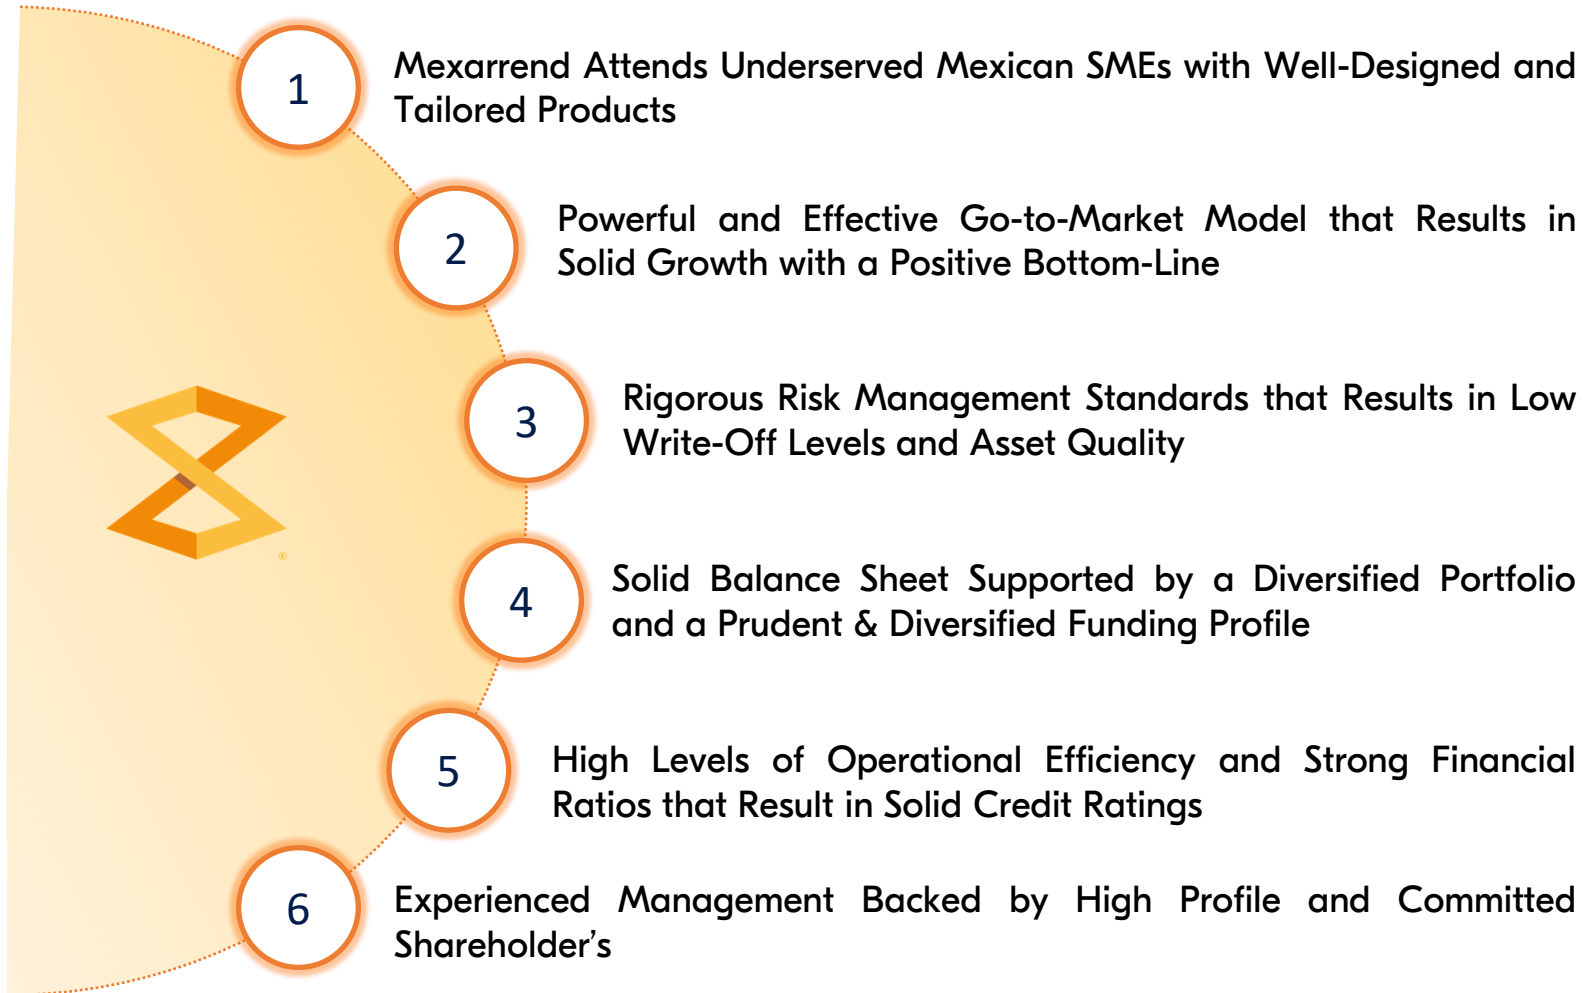 1
Mexarrend Attends Underserved Mexican SMEs with Well-Designed and
Tailored Products
2
Powerful and Effective Go-to-Market Model that Results in
Solid Growth with a Positive Bottom-Line
3
Rigorous Risk Management Standards that Results in Low
Write-Off Levels and Asset Quality
4
Solid Balance Sheet Supported by a Diversified Portfolio
and a Prudent & Diversified Funding Profile
5
High Levels of Operational Efficiency and Strong Financial
Ratios that Result in Solid Credit Ratings
6
Experienced Management Backed by High Profile and Committed
Shareholder’s
®